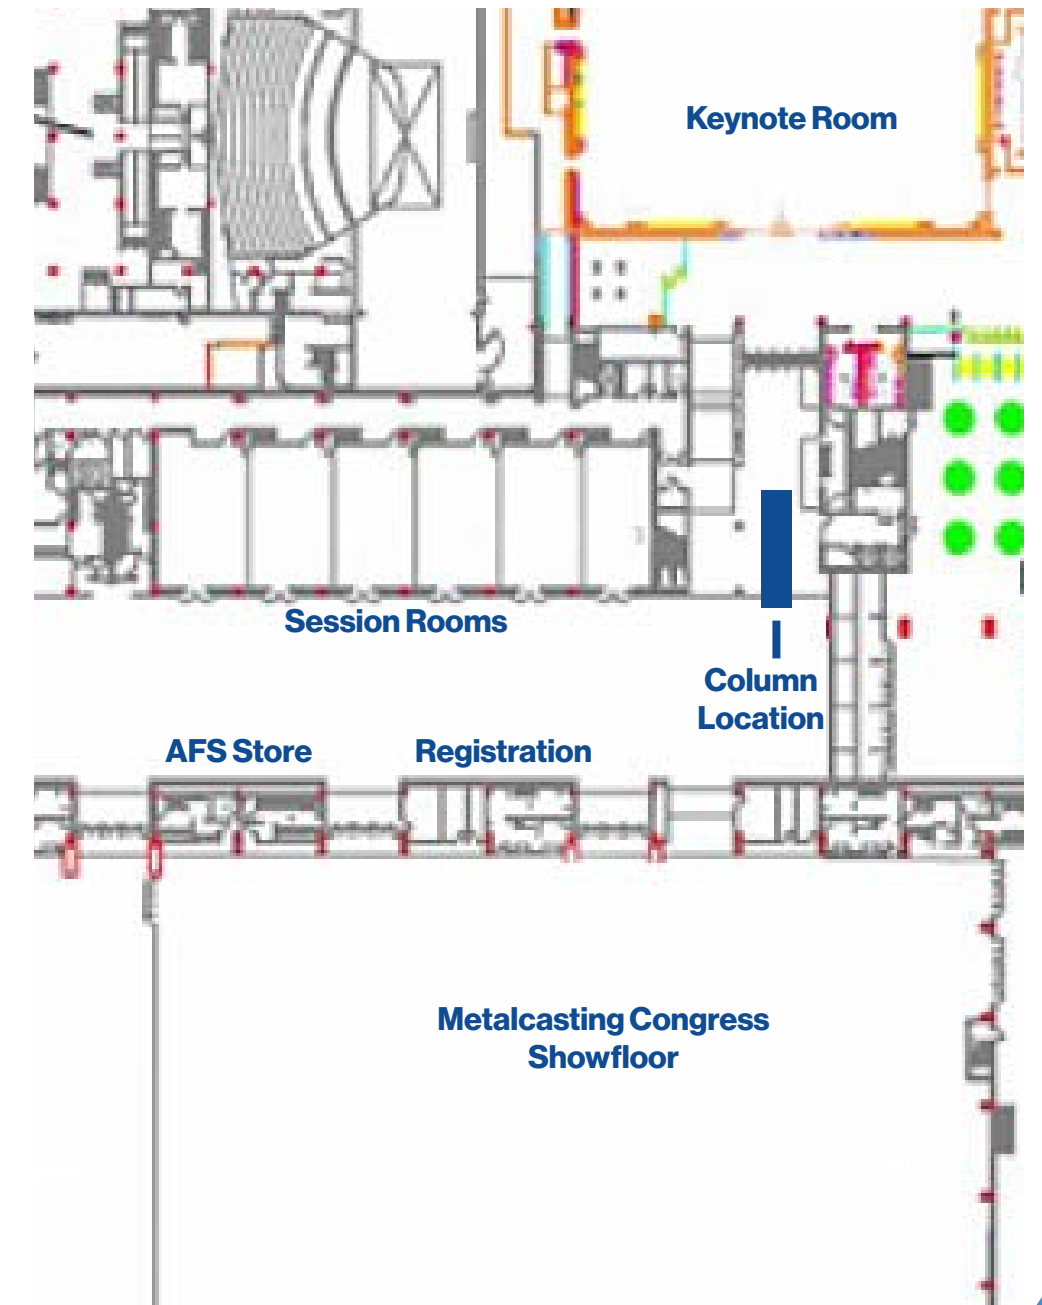 Keynote Room
Session Rooms
Column
Location
AFS Store
Registration
Metalcasting Congress
Showfloor